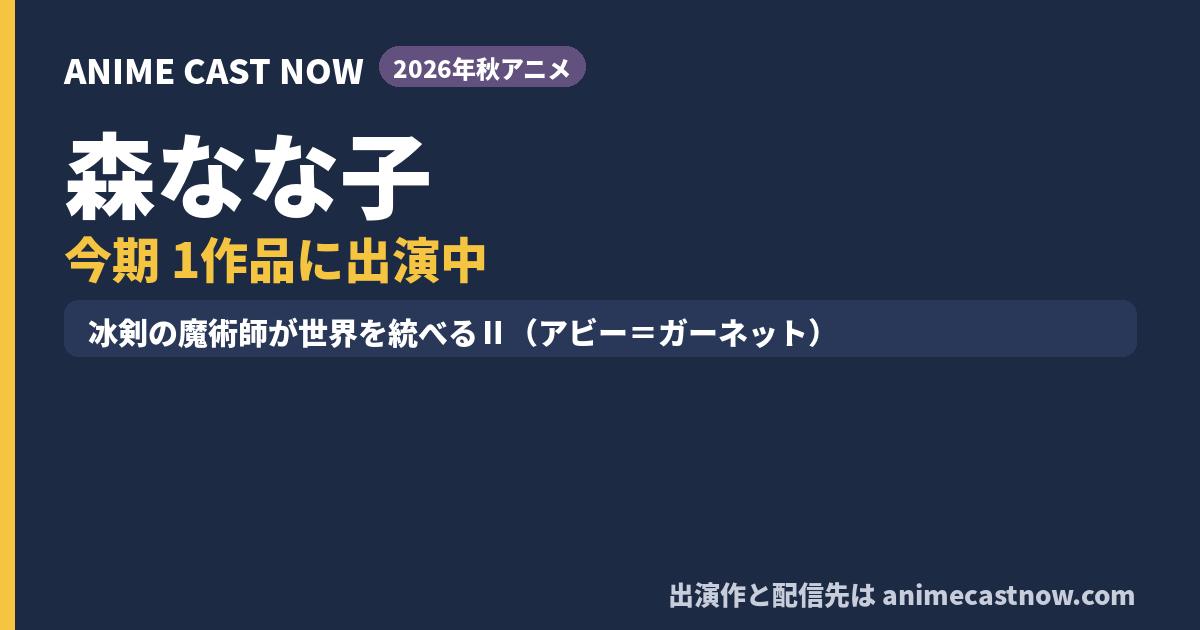 ANIME CAST NOW 2026年秋アニメ
森なな子
今期 1作品に出演中
冰剣の魔術師が世界を統べるⅡ（アビー＝ガーネット）
出演作と配信先は animecastnow.com